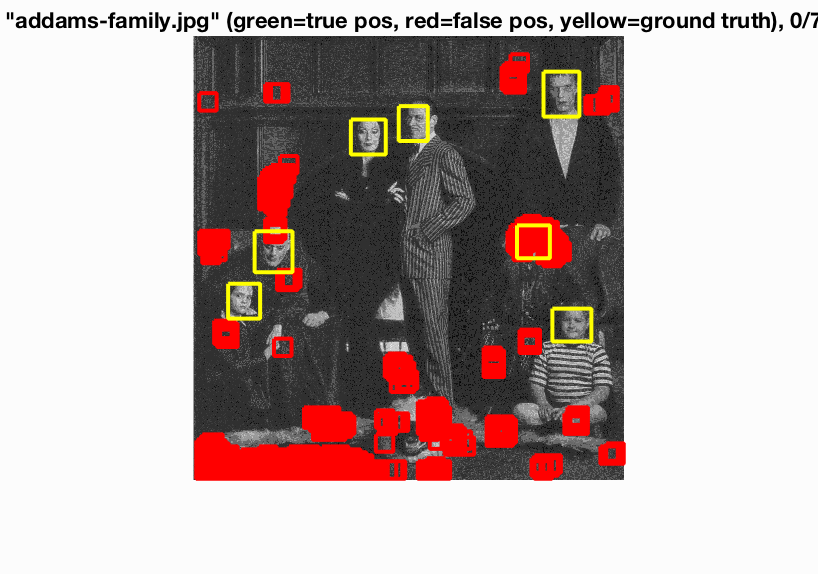 "addams-family.jpg" (green=true pos, red=false pos, yellow=ground truth), 0/7